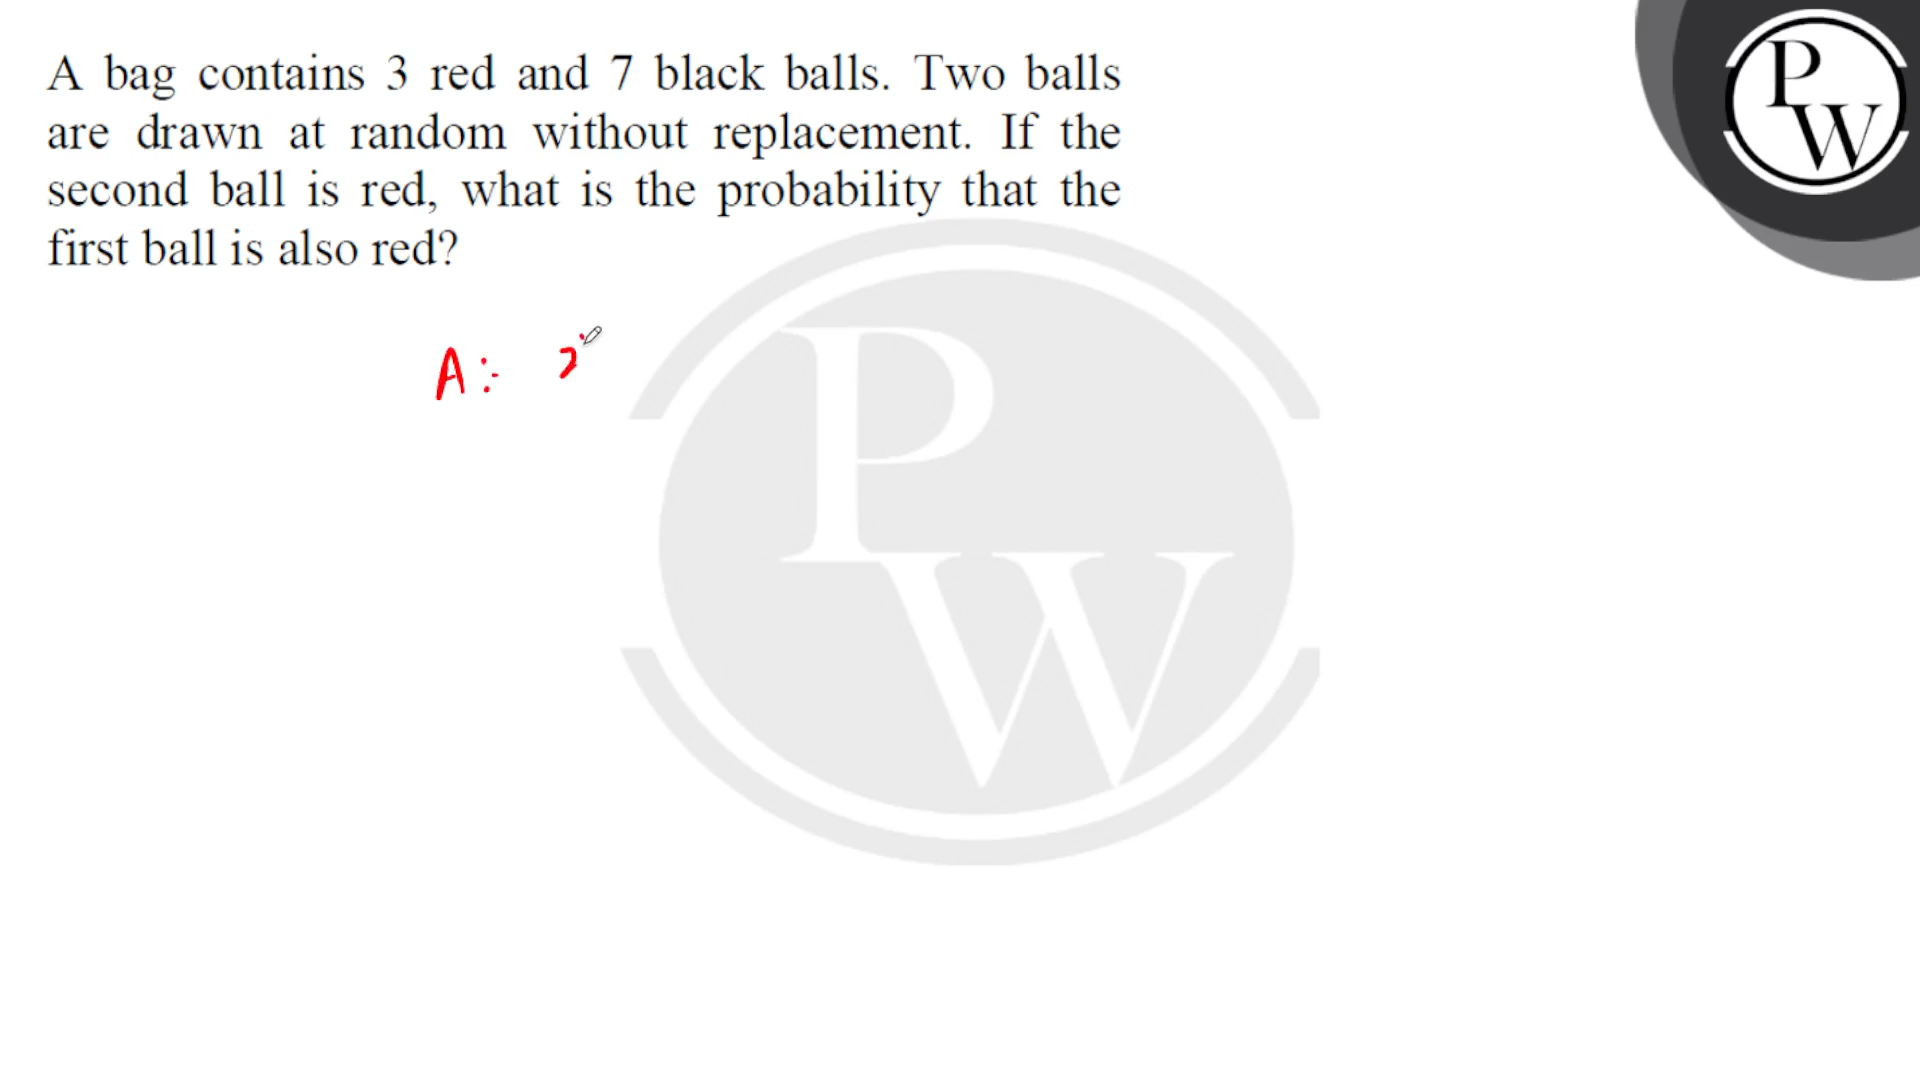 A bag contains 3 red and 7 black balls. Two balls
are drawn at random without replacement. If the
second ball is red, what is the probability that the
first ball is also red?
A :-
P
W
P
W